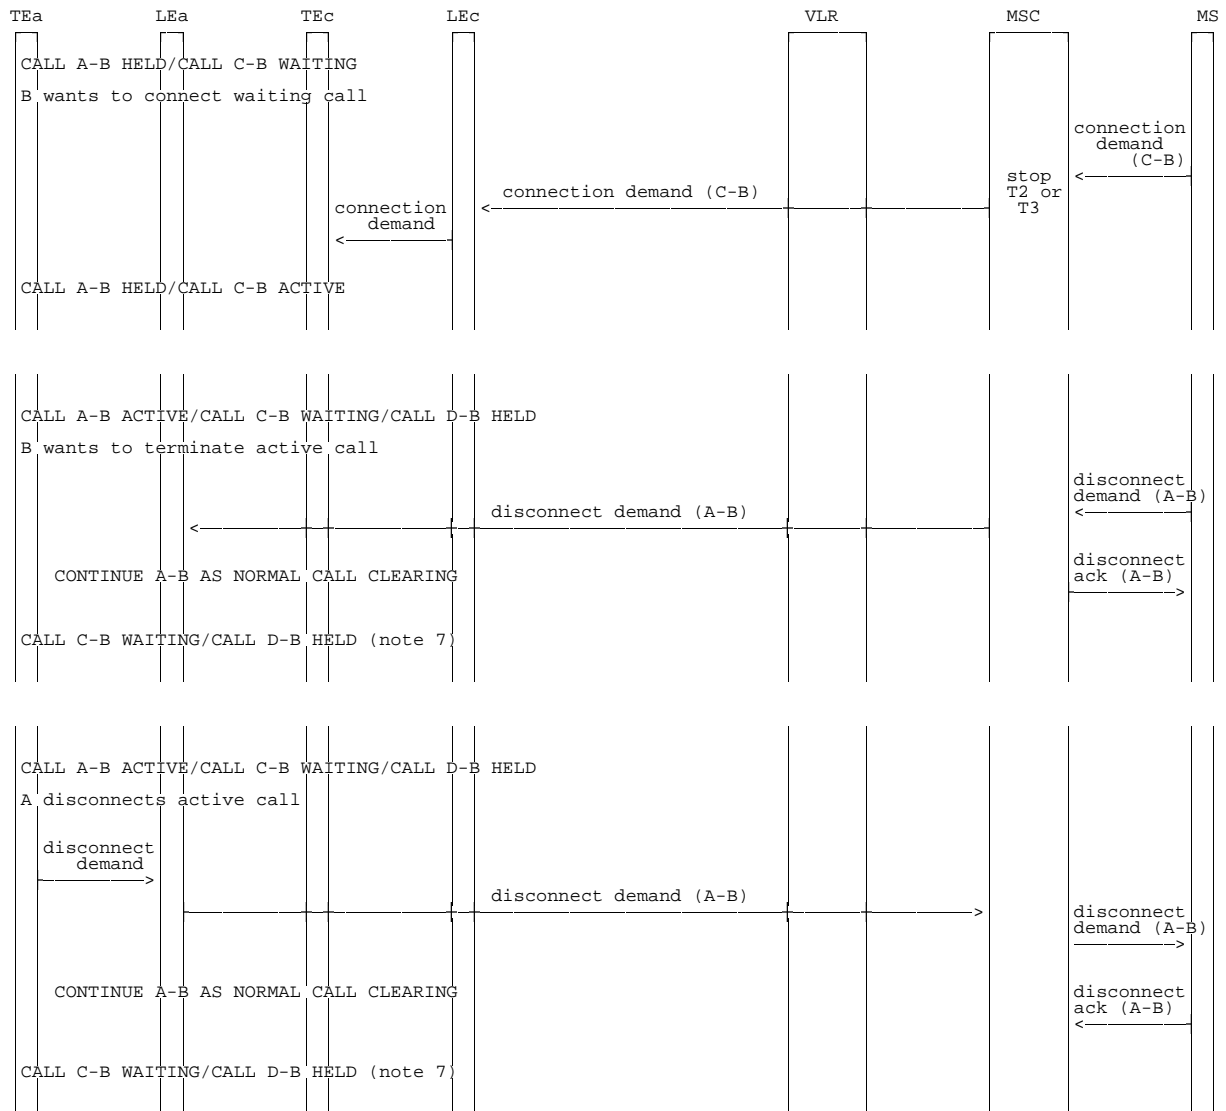 TEa LEa TEc LEc VLR MSC MS
CALL A-B HELD/CALL C-B WAITING
B wants to connect waiting call
connection
demand
(C-B)
stop
T2 or
T3
connection demand (C-B)
connection
demand
CALL A-B HELD/CALL C-B ACTIVE
CALL A-B ACTIVE/CALL C-B WAITING/CALL D-B HELD
B wants to terminate active call
disconnect
demand (A-B)
disconnect demand (A-B)
disconnect
ack (A-B)
CONTINUE A-B AS NORMAL CALL CLEARING
CALL C-B WAITING/CALL D-B HELD (note 7)
CALL A-B ACTIVE/CALL C-B WAITING/CALL D-B HELD
A disconnects active call
disconnect
demand
disconnect demand (A-B)
disconnect
demand (A-B)
CONTINUE A-B AS NORMAL CALL CLEARING
disconnect
ack (A-B)
CALL C-B WAITING/CALL D-B HELD (note 7)